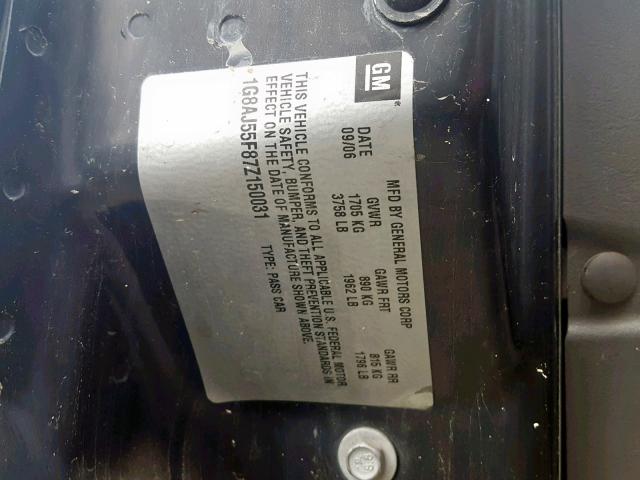 GM
MFD BY GENERAL MOTORS CORP
DATE GVWR GAWR FRT GAWR RR
09/06 1705 KG 890 KG 815 KG
3758 LB 1962 LB 1796 LB
THIS VEHICLE CONFORMS TO ALL APPLICABLE U.S. FEDERAL MOTOR
VEHICLE SAFETY, BUMPER, AND THEFT PREVENTION STANDARDS IN
EFFECT ON THE DATE OF MANUFACTURE SHOWN ABOVE.
1G8AJ55F87Z150031 TYPE: PASS CAR